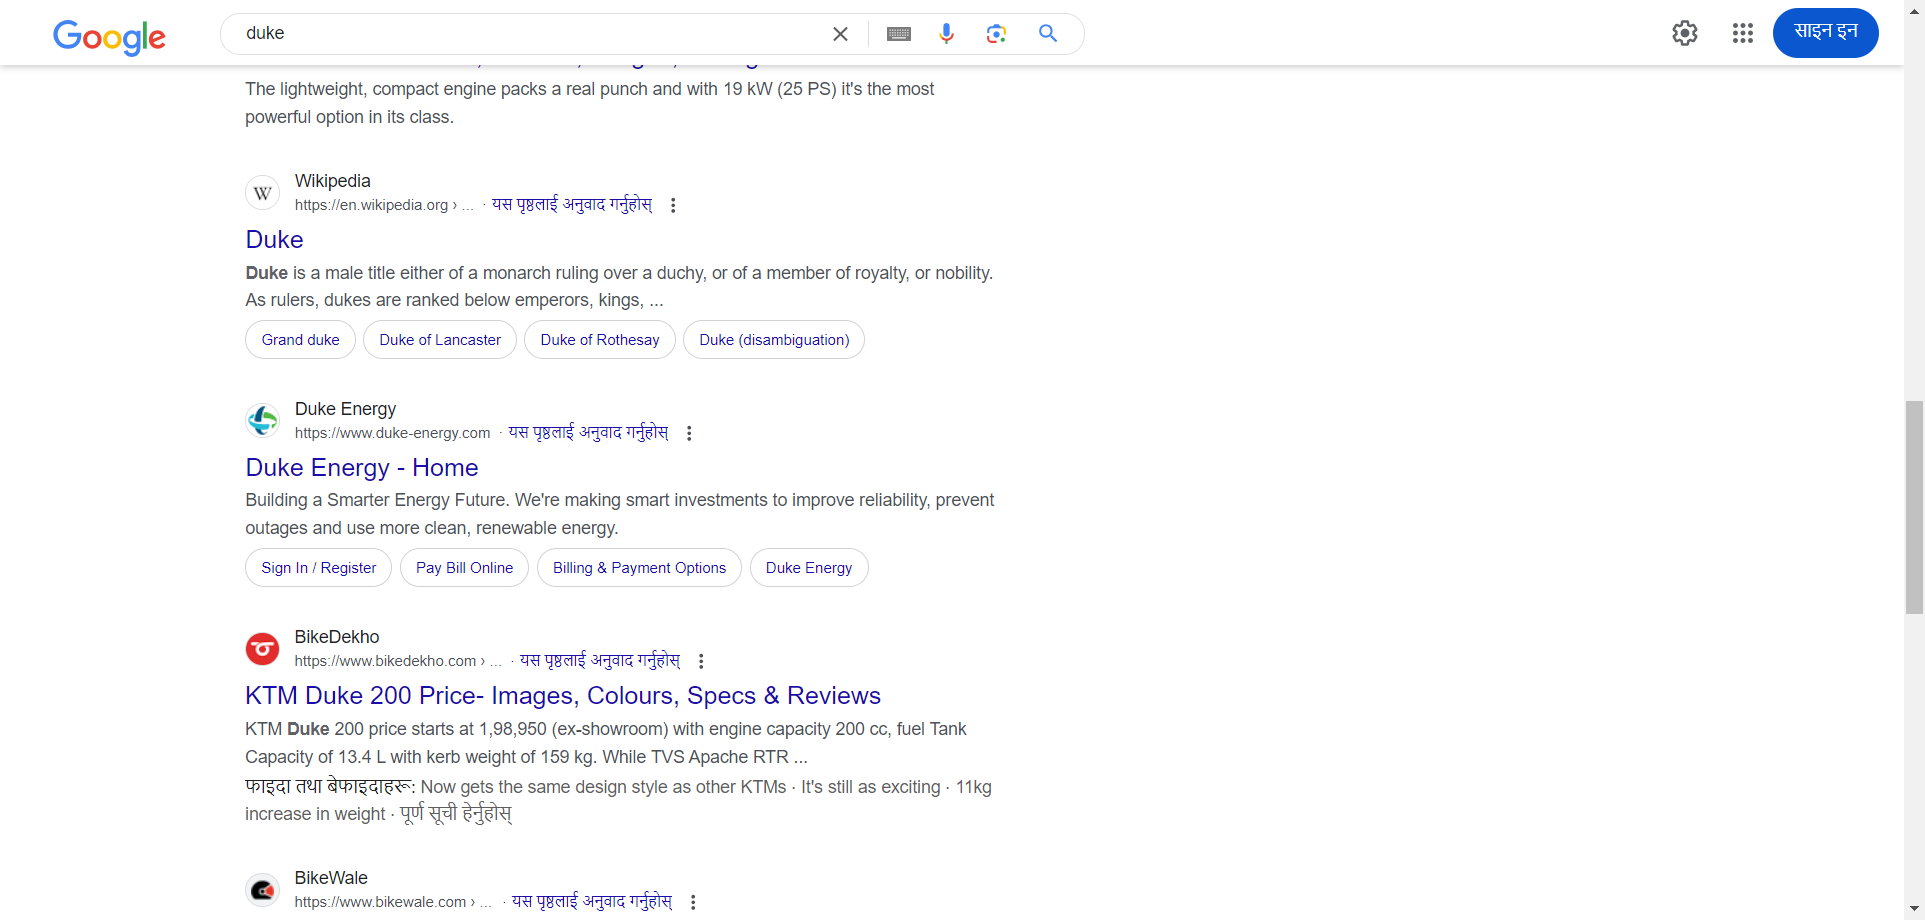 Google
duke
साइन इन
The lightweight, compact engine packs a real punch and with 19 kW (25 PS) it's the most
powerful option in its class.
W
Wikipedia
https://en.wikipedia.org › ... · यस पृष्ठलाई अनुवाद गर्नुहोस्
Duke
Duke is a male title either of a monarch ruling over a duchy, or of a member of royalty, or nobility.
As rulers, dukes are ranked below emperors, kings, ...
Grand duke Duke of Lancaster Duke of Rothesay Duke (disambiguation)
Duke Energy
https://www.duke-energy.com · यस पृष्ठलाई अनुवाद गर्नुहोस्
Duke Energy - Home
Building a Smarter Energy Future. We're making smart investments to improve reliability, prevent
outages and use more clean, renewable energy.
Sign In / Register Pay Bill Online Billing & Payment Options Duke Energy
BikeDekho
https://www.bikedekho.com › ... · यस पृष्ठलाई अनुवाद गर्नुहोस्
KTM Duke 200 Price- Images, Colours, Specs & Reviews
KTM Duke 200 price starts at 1,98,950 (ex-showroom) with engine capacity 200 cc, fuel Tank
Capacity of 13.4 L with kerb weight of 159 kg. While TVS Apache RTR ...
फाइदा तथा बेफाइदाहरू: Now gets the same design style as other KTMs · It's still as exciting · 11kg
increase in weight · पूर्ण सूची हेर्नुहोस्
BikeWale
https://www.bikewale.com › ... · यस पृष्ठलाई अनुवाद गर्नुहोस्